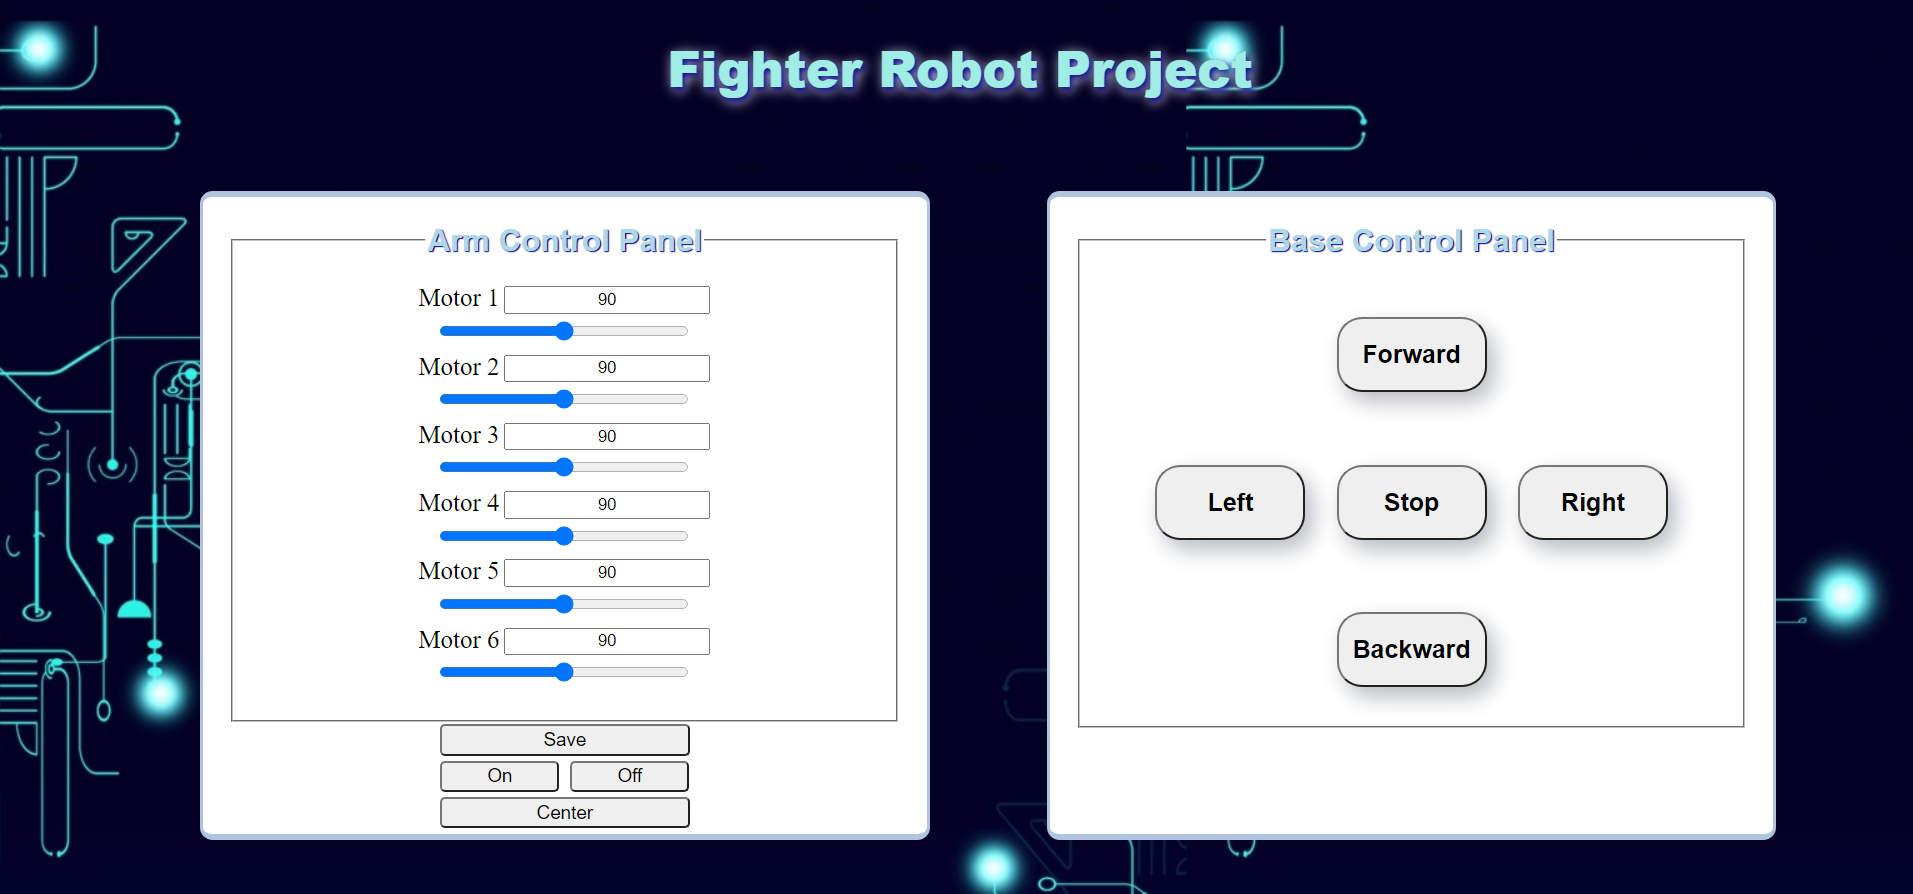 Fighter Robot Project
Arm Control Panel
Motor 1 90
Motor 2 90
Motor 3 90
Motor 4 90
Motor 5 90
Motor 6 90
Save
On Off
Center
Base Control Panel
Forward
Left Stop Right
Backward